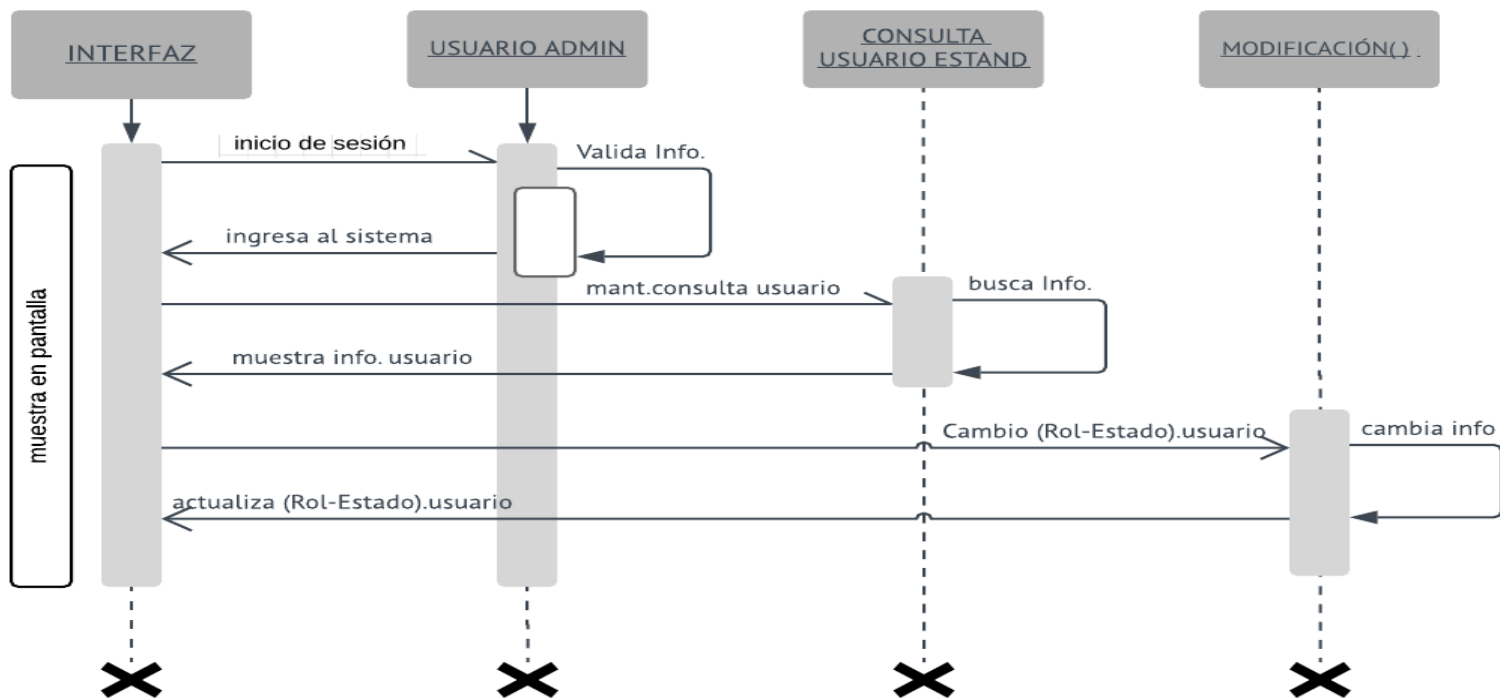 INTERFAZ
USUARIO ADMIN
CONSULTA
USUARIO ESTAND
MODIFICACIÓN( ) :
inicio de sesión
Valida Info.
ingresa al sistema
mant.consulta usuario
busca Info.
muestra info. usuario
muestra en pantalla
Cambio (Rol-Estado).usuario
cambia info
actualiza (Rol-Estado).usuario